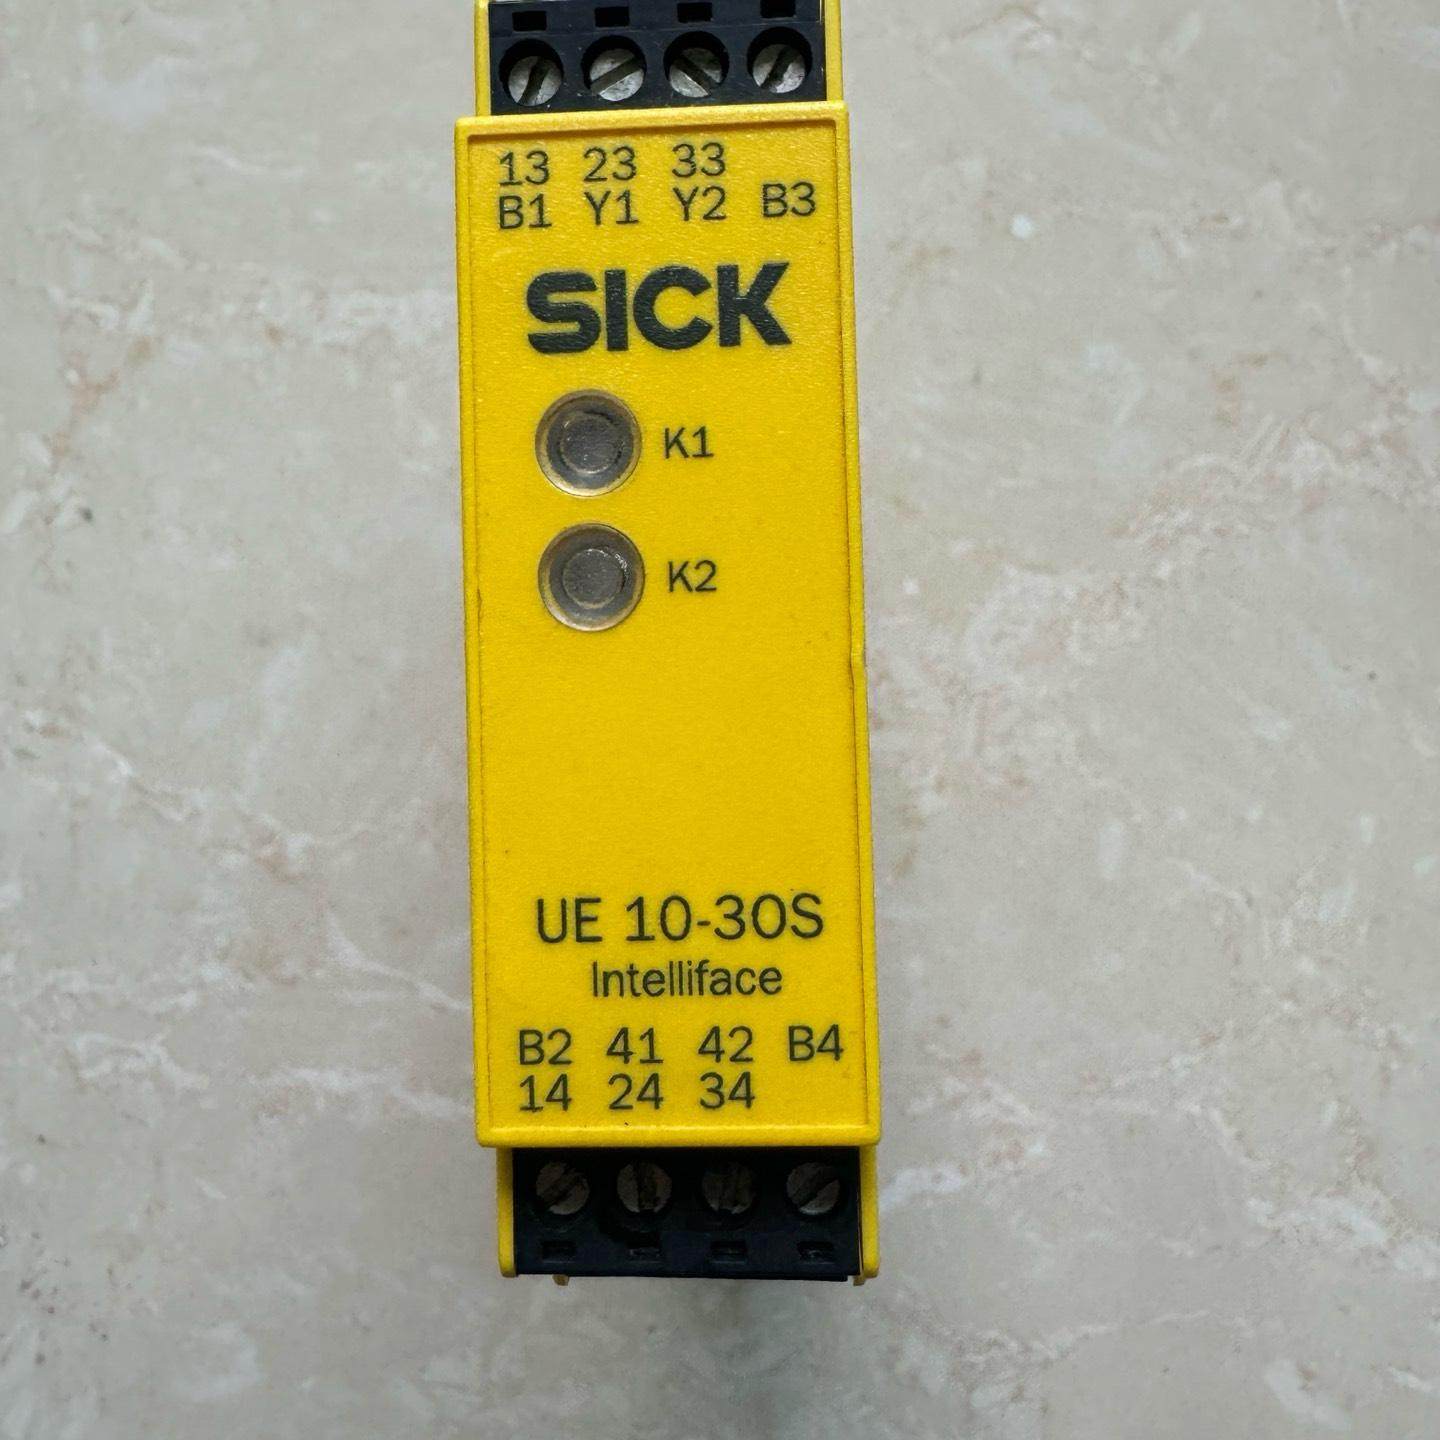 13 23 33
B1 Y1 Y2 B3
SICK
K1
K2
UE 10-30S
Intelliface
B2 41 42 B4
14 24 34